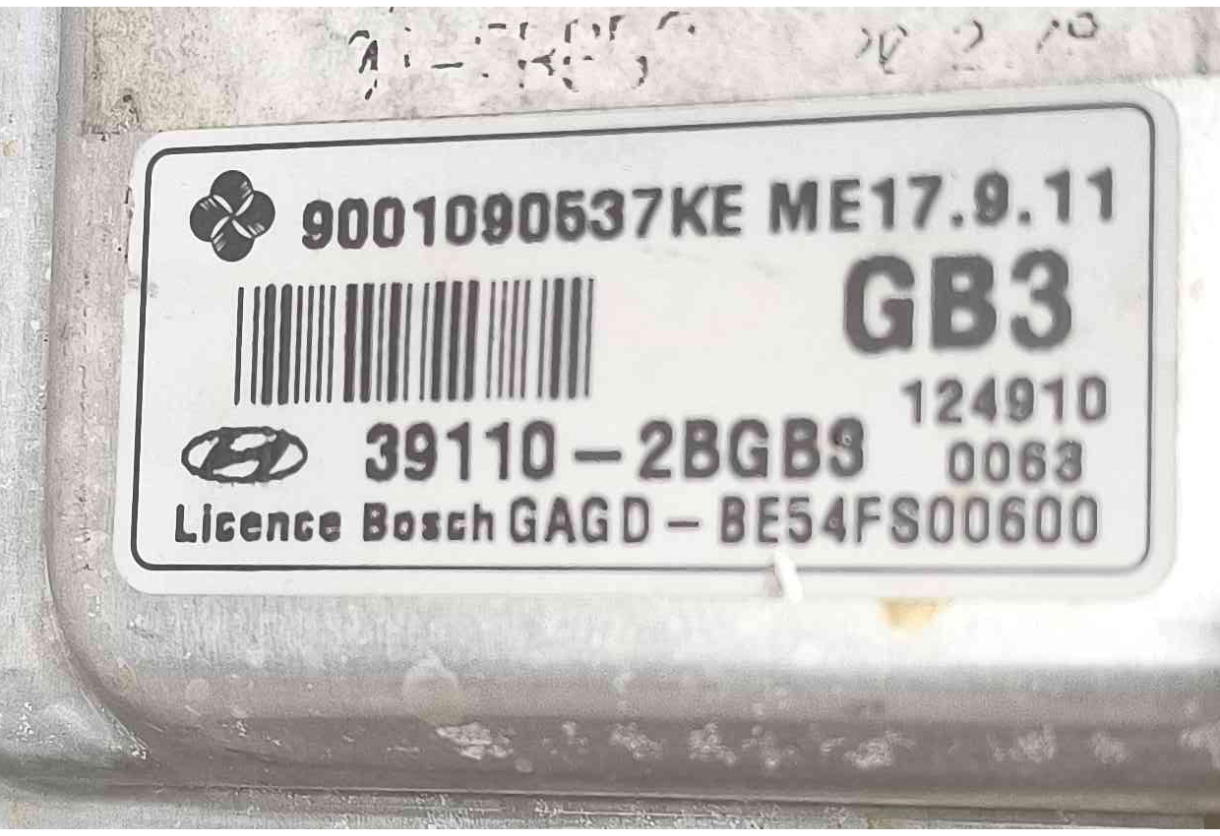 9001090537KE ME17.9.11
GB3
124910
39110-2BGB3
0063
Licence Bosch GAGD-BE54FS00600